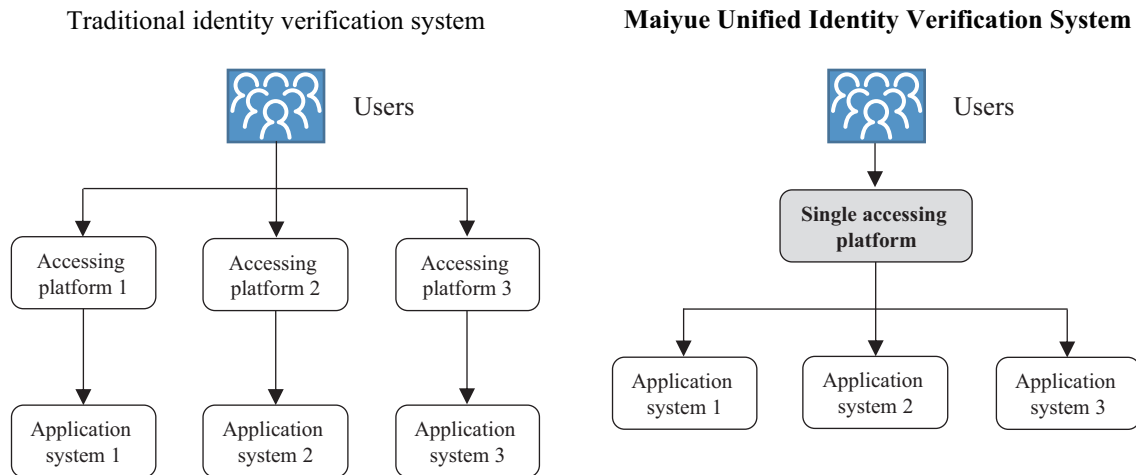 Traditional identity verification system
Users
Accessing
platform 1
Accessing
platform 2
Accessing
platform 3
Application
system 1
Application
system 2
Application
system 3
Maiyue Unified Identity Verification System
Users
Single accessing
platform
Application
system 1
Application
system 2
Application
system 3